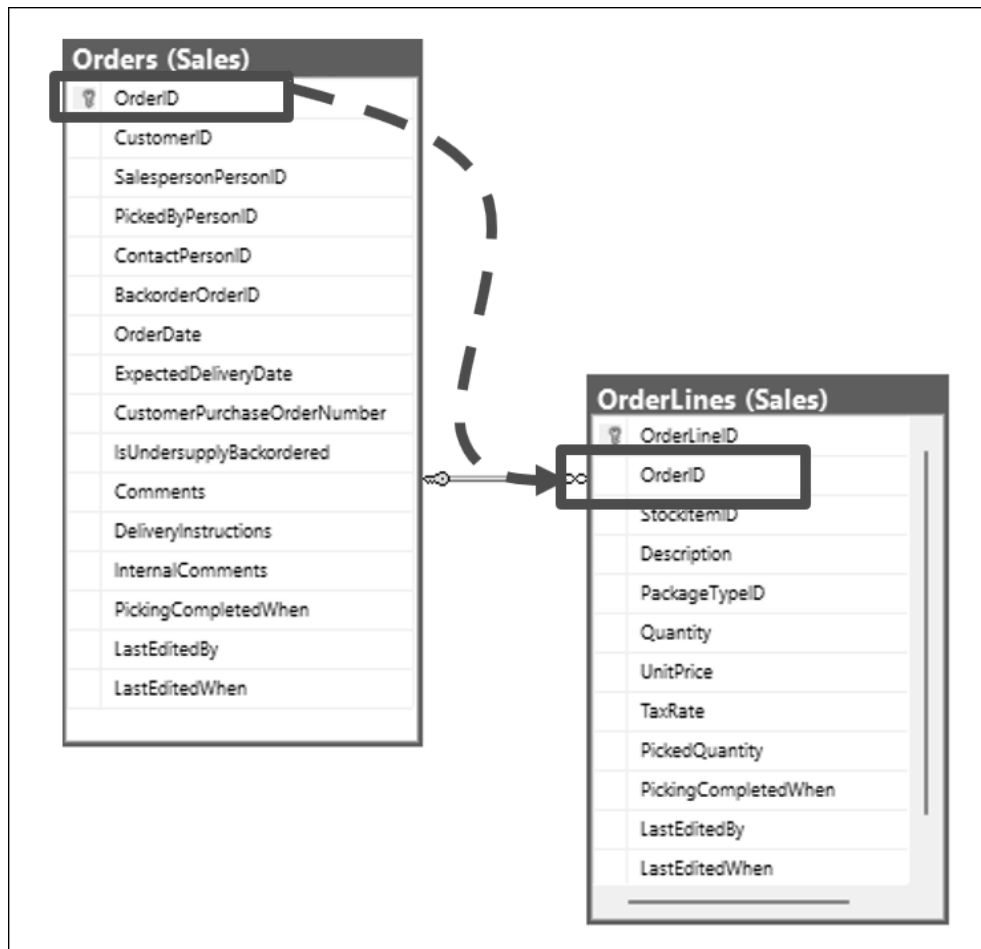 Orders (Sales)
OrderID
CustomerID
SalespersonPersonID
PickedByPersonID
ContactPersonID
BackorderOrderID
OrderDate
ExpectedDeliveryDate
CustomerPurchaseOrderNumber
IsUndersupplyBackordered
Comments
DeliveryInstructions
InternalComments
PickingCompletedWhen
LastEditedBy
LastEditedWhen
OrderLines (Sales)
OrderLineID
OrderID
StockItemID
Description
PackageTypeID
Quantity
UnitPrice
TaxRate
PickedQuantity
PickingCompletedWhen
LastEditedBy
LastEditedWhen